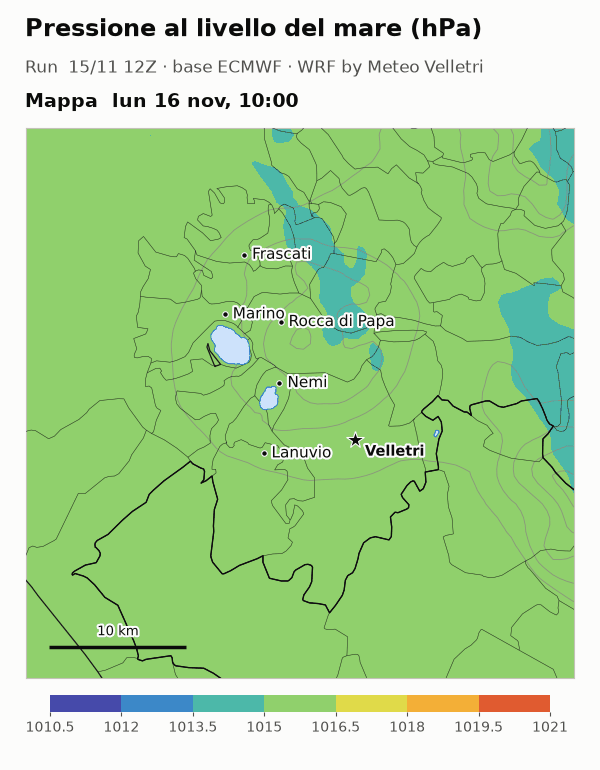 Pressione al livello del mare (hPa)
Run  15/11 12Z · base ECMWF · WRF by Meteo Velletri
Mappa  lun 16 nov, 10:00
Frascati
Marino
Rocca di Papa
Nemi
Velletri
Lanuvio
10 km
1010.5 1012 1013.5 1015 1016.5 1018 1019.5 1021